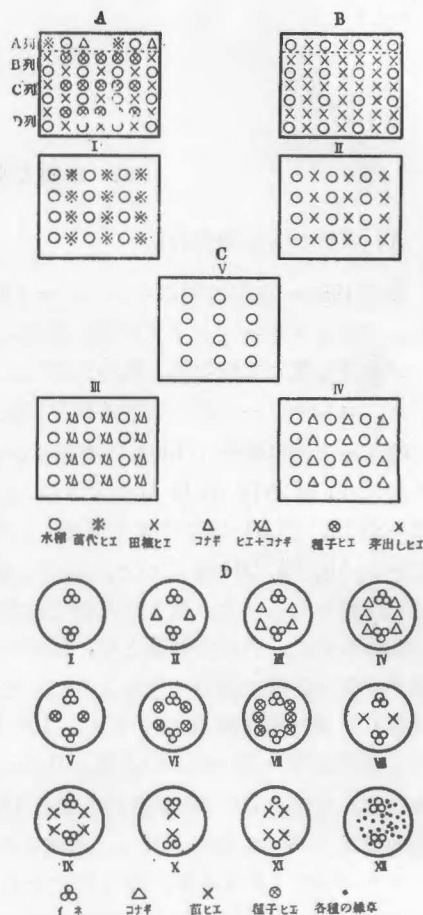 A B
A列
B列
C列
D列
I II
C
V
III IV
水稲 苗代ヒエ 田植ヒエ コナギ ヒエ+コナギ 種子ヒエ 芽出しヒエ
D
I II III IV
VI VII VIII
IX X XI XII
イネ コナギ 苗ヒエ 種子ヒエ 各種の雑草